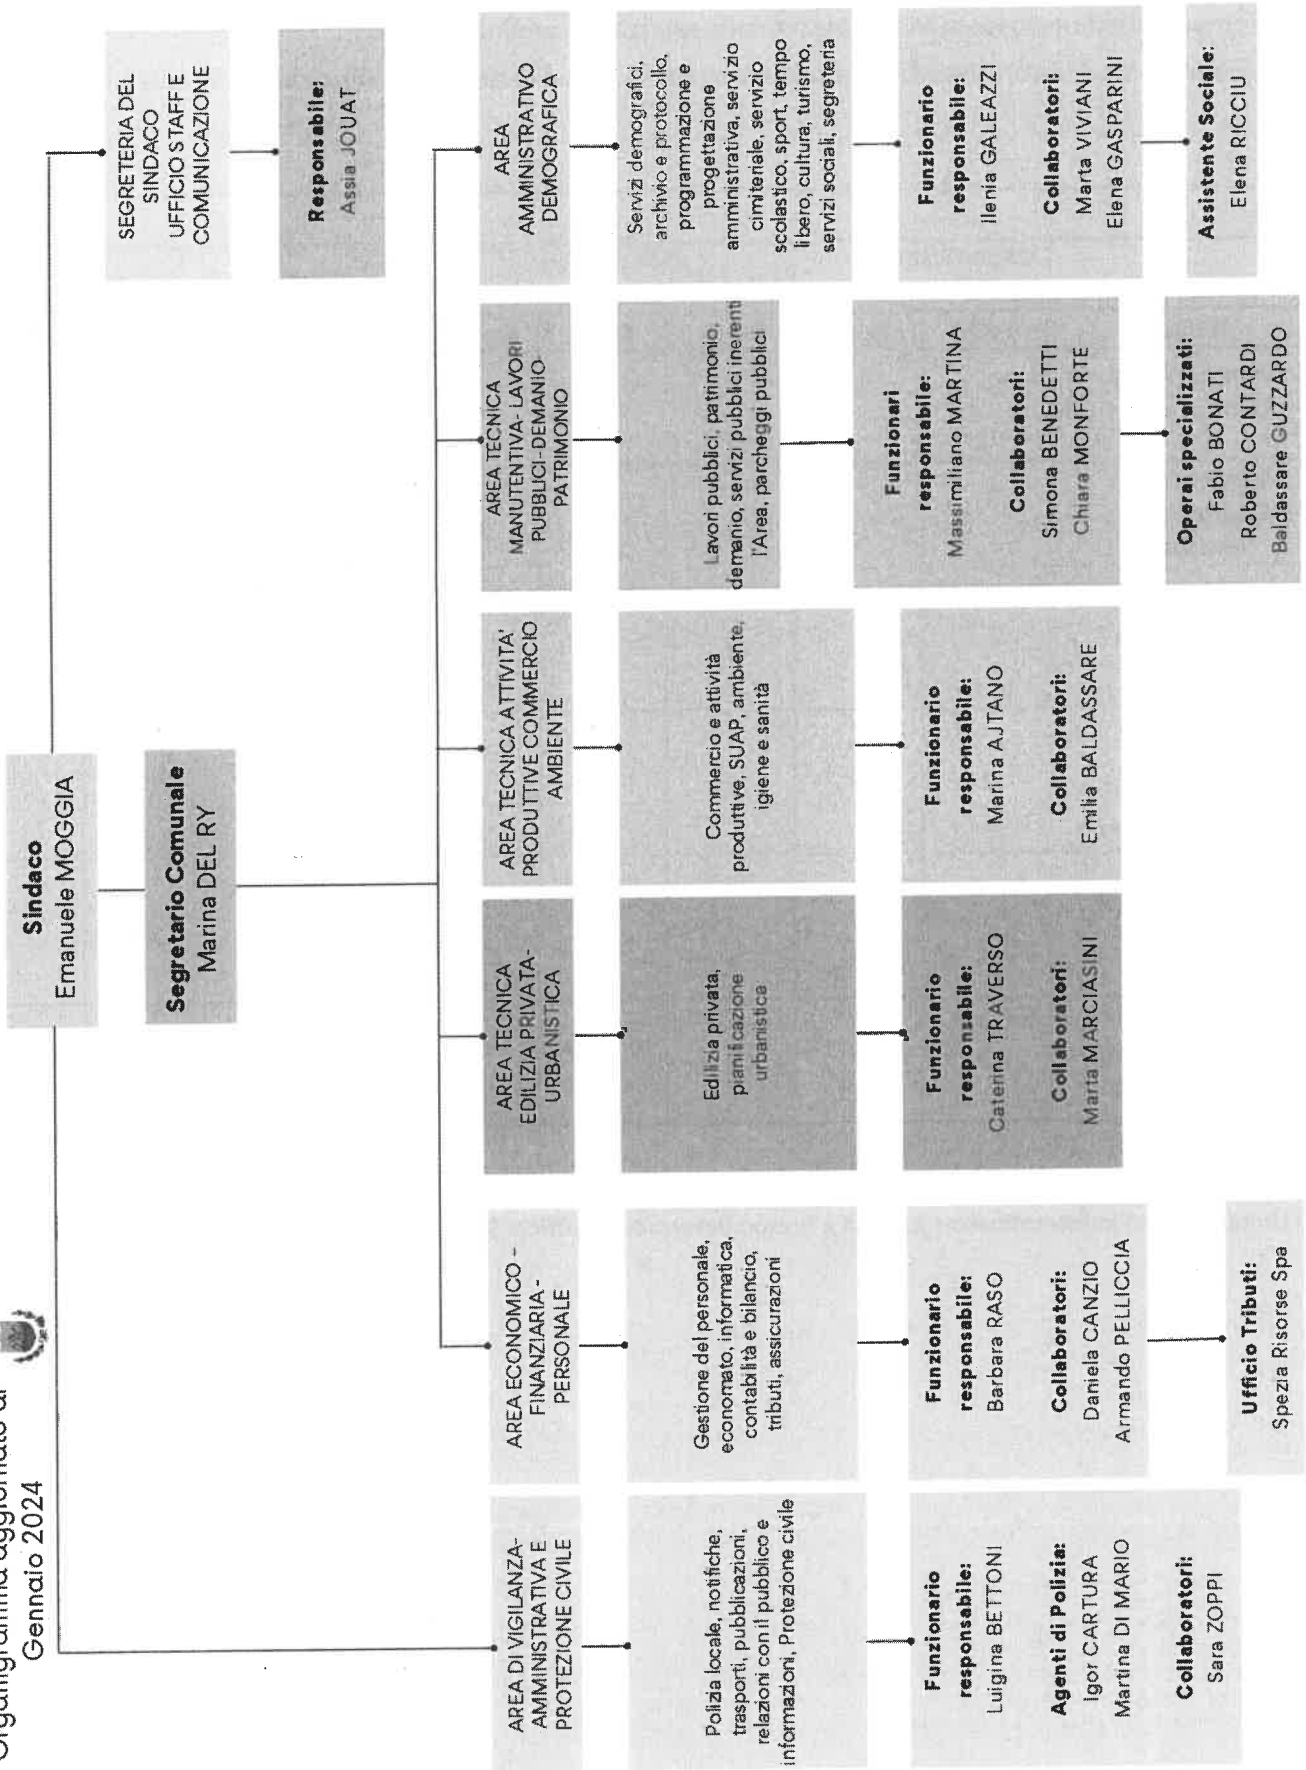 Organigramma aggiornato al
Gennaio 2024
Sindaco
Emanuele MOGGIA
Segretario Comunale
Marina DEL RY
SEGRETERIA DEL
SINDACO
UFFICIO STAFF E
COMUNICAZIONE
Responsabile:
Assia JOUAT
AREA DI VIGILANZA-
AMMINISTRATIVA E
PROTEZIONE CIVILE
Polizia locale, notifiche,
trasporti, pubblicazioni,
relazioni con il pubblico e
informazioni, Protezione civile
Funzionario
responsabile:
Luigina BETTONI
Agenti di Polizia:
Igor CARTURA
Martina DI MARIO
Collaboratori:
Sara ZOPPI
AREA ECONOMICO -
FINANZIARIA -
PERSONALE
Gestione del personale,
economato, informatica,
contabilità e bilancio,
tributi, assicurazioni
Funzionario
responsabile:
Barbara RASO
Collaboratori:
Daniela CANZIO
Armando PELLICCIA
Ufficio Tributi:
Spezia Risorse Spa
AREA TECNICA
EDILIZIA PRIVATA-
URBANISTICA
Edilizia privata,
pianificazione
urbanistica
Funzionario
responsabile:
Caterina TRAVERSO
Collaboratori:
Marta MARCIASINI
AREA TECNICA ATTIVITA'
PRODUTTIVE COMMERCIO
AMBIENTE
Commercio e attività
produttive, SUAP, ambiente,
igiene e sanità
Funzionario
responsabile:
Marina AJTANO
Collaboratori:
Emilia BALDASSARE
AREA TECNICA
MANUTENTIVA- LAVORI
PUBBLICI-DEMANIO-
PATRIMONIO
Lavori pubblici, patrimonio,
demanio, servizi pubblici inerenti
l'Area, parcheggi pubblici
Funzionari
responsabile:
Massimiliano MARTINA
Collaboratori:
Simona BENEDETTI
Chiara MONFORTE
Operai specializzati:
Fabio BONATI
Roberto CONTARDI
Baldassare GUZZARDO
AREA
AMMINISTRATIVO
DEMOGRAFICA
Servizi demografici,
archivio e protocollo,
programmazione e
progettazione
amministrativa, servizio
cimiteriale, servizio
scolastico, sport, tempo
libero, cultura, turismo,
servizi sociali, segreteria
Funzionario
responsabile:
Ilenia GALEAZZI
Collaboratori:
Marta VIVIANI
Elena GASPARINI
Assistente Sociale:
Elena RICCIU